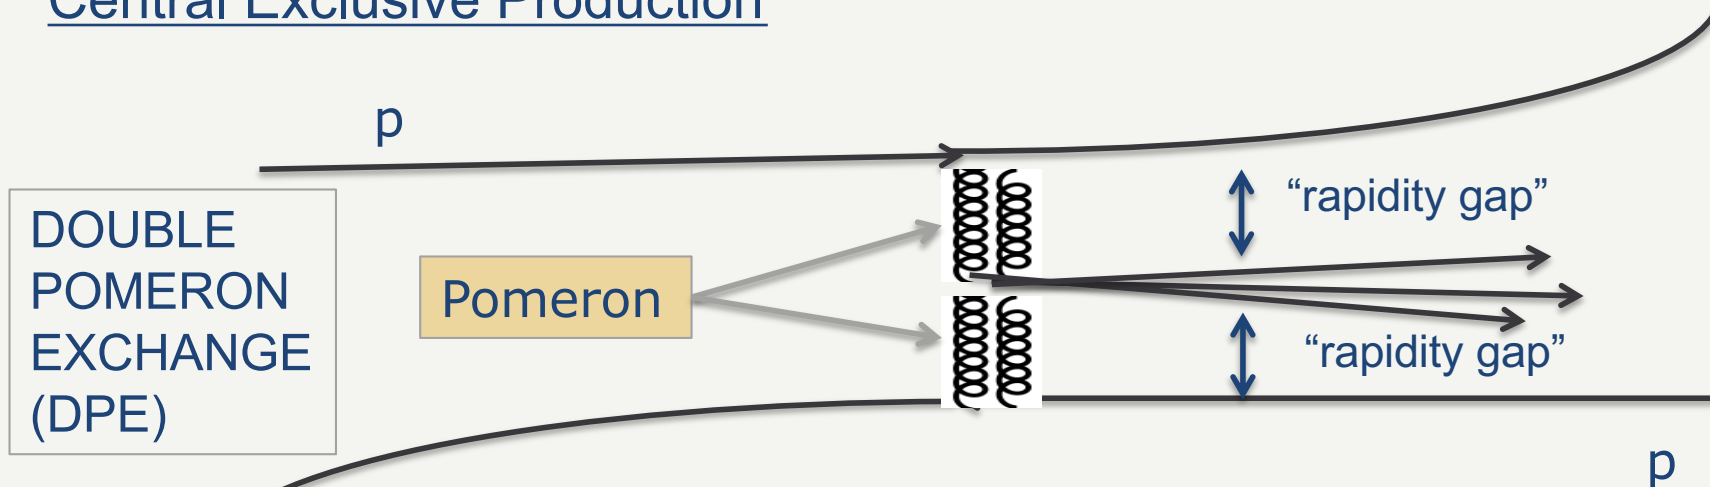 Central Exclusive Production
p
“rapidity gap”
DOUBLE
POMERON
EXCHANGE
(DPE)
Pomeron
“rapidity gap”
p